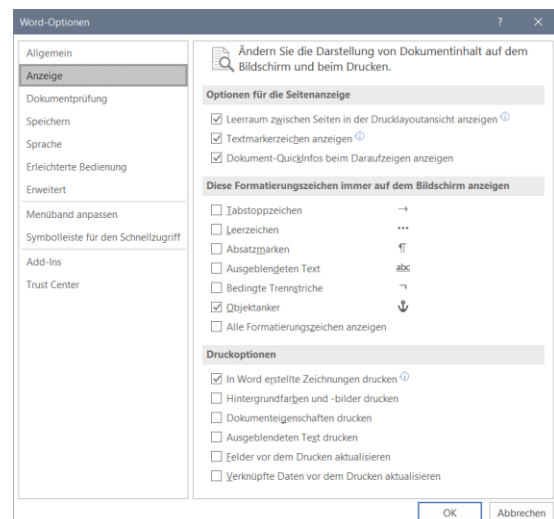 Word-Optionen ? ×
Allgemein
Anzeige
Dokumentprüfung
Speichern
Sprache
Erleichterte Bedienung
Erweitert
Menüband anpassen
Symbolleiste für den Schnellzugriff
Add-Ins
Trust Center
Ändern Sie die Darstellung von Dokumentinhalt auf dem
Bildschirm und beim Drucken.
Optionen für die Seitenanzeige
Leerraum zwischen Seiten in der Drucklayoutansicht anzeigen
Textmarkerzeichen anzeigen
Dokument-QuickInfos beim Daraufzeigen anzeigen
Diese Formatierungszeichen immer auf dem Bildschirm anzeigen
Tabstoppzeichen →
Leerzeichen •••
Absatzmarken ¶
Ausgeblendeten Text abc
Bedingte Trennstriche ¬
Objektanker
Alle Formatierungszeichen anzeigen
Druckoptionen
In Word erstellte Zeichnungen drucken
Hintergrundfarben und -bilder drucken
Dokumenteigenschaften drucken
Ausgeblendeten Text drucken
Felder vor dem Drucken aktualisieren
Verknüpfte Daten vor dem Drucken aktualisieren
OK Abbrechen